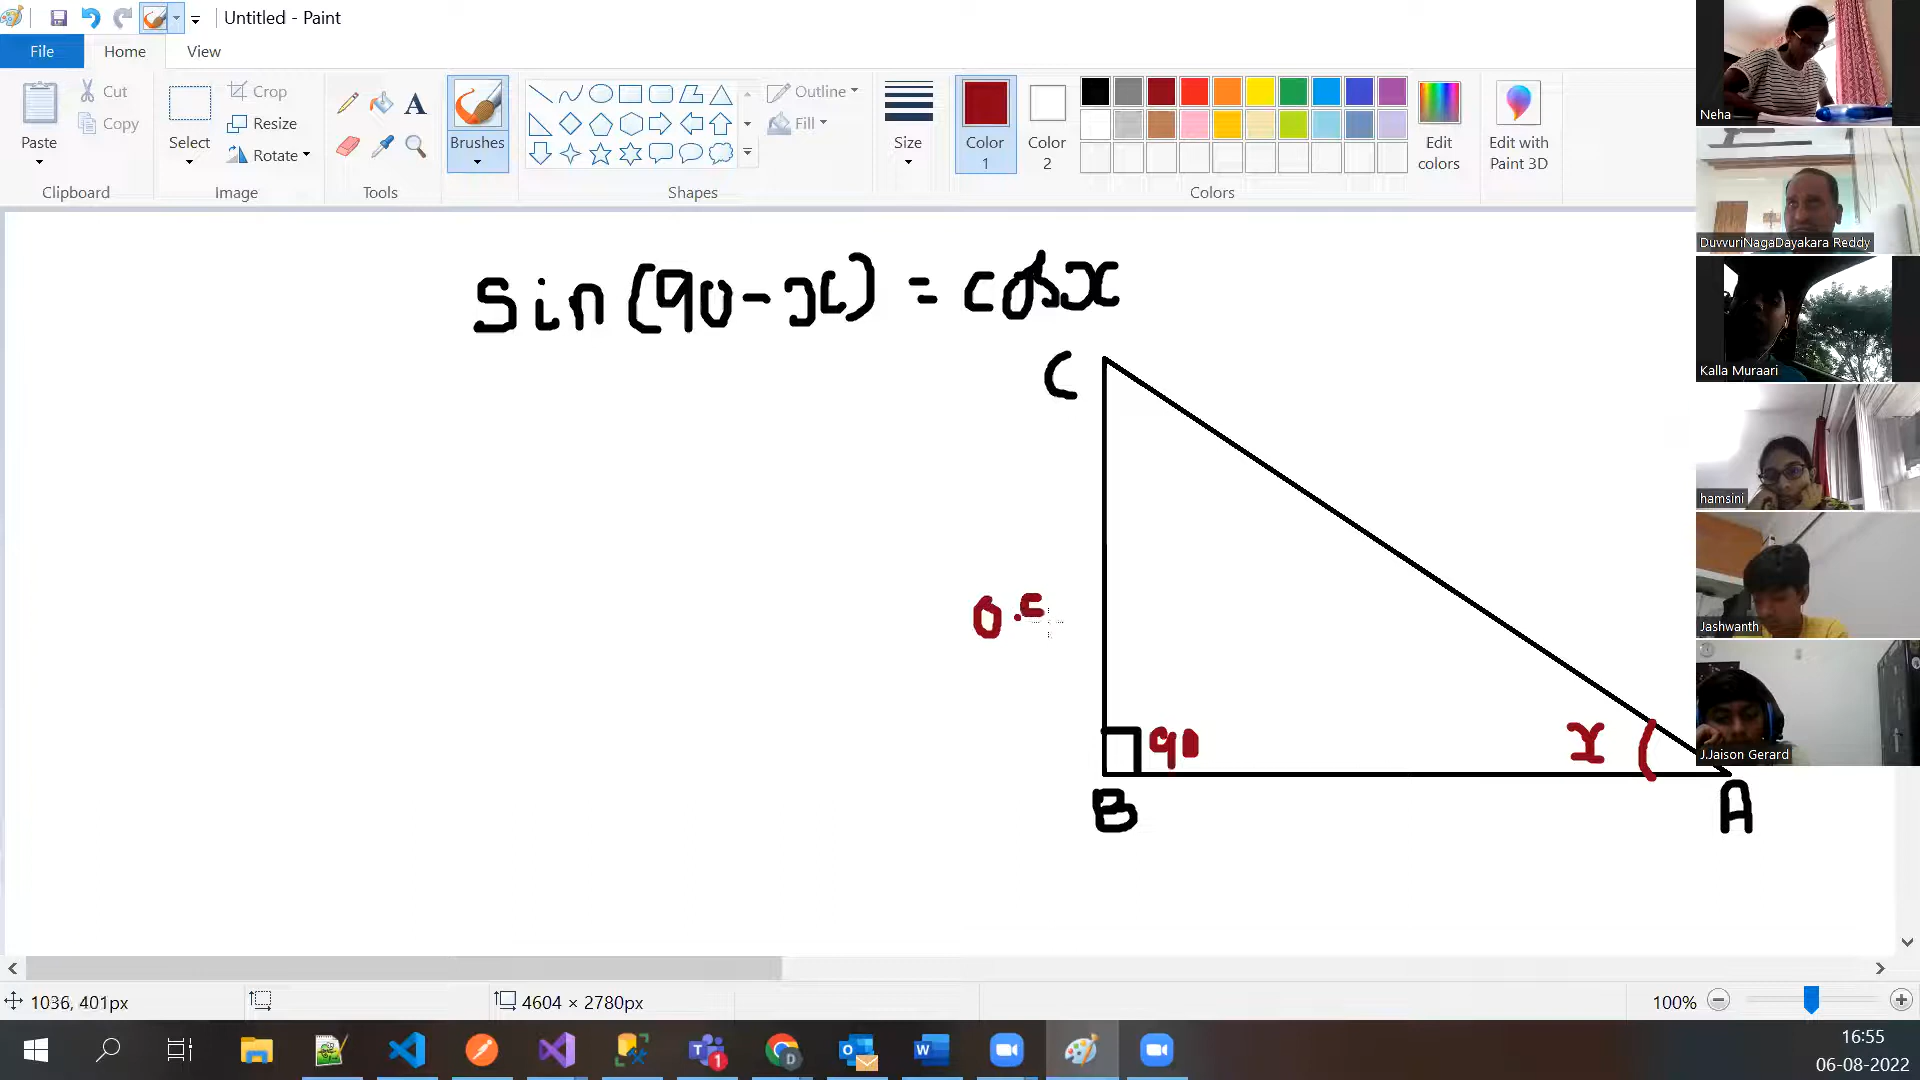 Untitled - Paint
File Home View
Paste
Cut
Copy
Clipboard
Select
Crop
Resize
Rotate
Image
Tools
Brushes
Shapes
Outline
Fill
Size
Color 1
Color 2
Colors
Edit colors
Edit with Paint 3D
Neha
DuvvuriNagaDayakara Reddy
Kalla Muraari
hamsini
Jashwanth
J.Jaison Gerard
sin(90-x) = cosx
C
90
x
B
A
1036, 401px
4604 × 2780px
100%
16:55
06-08-2022